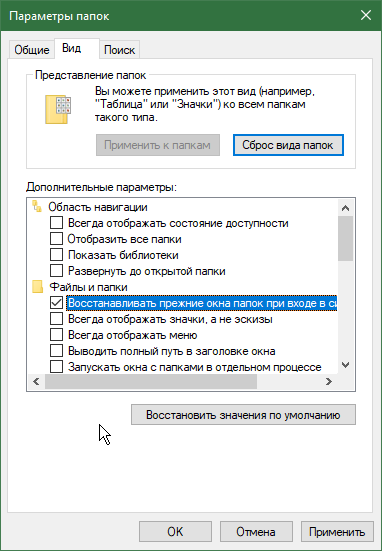 Параметры папок
Общие
Вид
Поиск
Представление папок
Вы можете применить этот вид (например,
"Таблица" или "Значки") ко всем папкам
такого типа.
Применить к папкам
Сброс вида папок
Дополнительные параметры:
Область навигации
Всегда отображать состояние доступности
Отобразить все папки
Показать библиотеки
Развернуть до открытой папки
Файлы и папки
Восстанавливать прежние окна папок при входе в си
Всегда отображать значки, а не эскизы
Всегда отображать меню
Выводить полный путь в заголовке окна
Запускать окна с папками в отдельном процессе
Восстановить значения по умолчанию
OK
Отмена
Применить